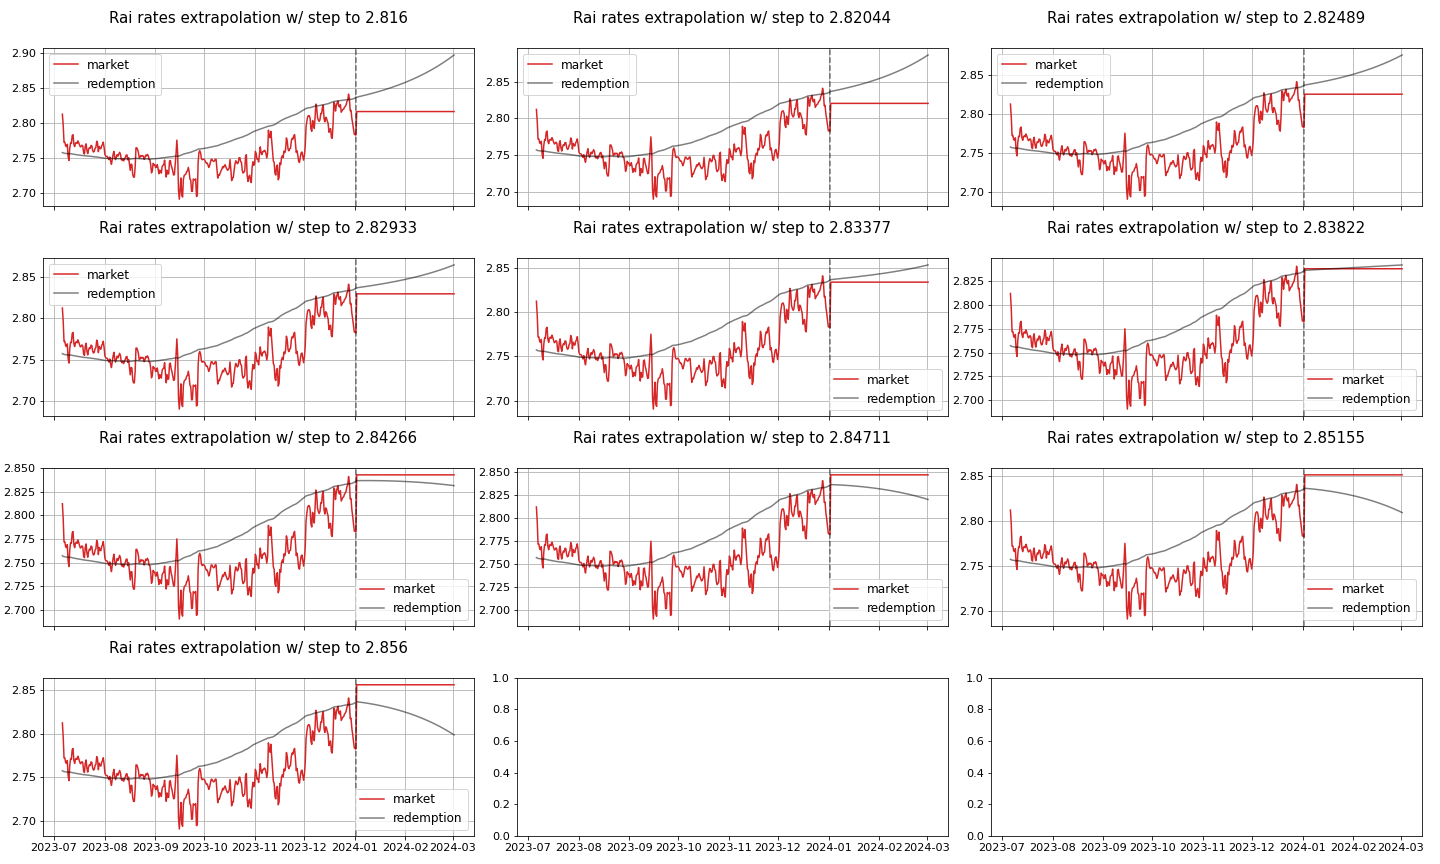 Rai rates extrapolation w/ step to 2.816
2.90
2.85
2.80
2.75
2.70
market
redemption
Rai rates extrapolation w/ step to 2.82044
2.85
2.80
2.75
2.70
market
redemption
Rai rates extrapolation w/ step to 2.82489
2.85
2.80
2.75
2.70
market
redemption
Rai rates extrapolation w/ step to 2.82933
2.85
2.80
2.75
2.70
market
redemption
Rai rates extrapolation w/ step to 2.83377
2.85
2.80
2.75
2.70
market
redemption
Rai rates extrapolation w/ step to 2.83822
2.825
2.800
2.775
2.750
2.725
2.700
market
redemption
Rai rates extrapolation w/ step to 2.84266
2.850
2.825
2.800
2.775
2.750
2.725
2.700
market
redemption
Rai rates extrapolation w/ step to 2.84711
2.850
2.825
2.800
2.775
2.750
2.725
2.700
market
redemption
Rai rates extrapolation w/ step to 2.85155
2.85
2.80
2.75
2.70
market
redemption
Rai rates extrapolation w/ step to 2.856
2.85
2.80
2.75
2.70
market
redemption
2023-07 2023-08 2023-09 2023-10 2023-11 2023-12 2024-01 2024-02 2024-03
1.0
0.8
0.6
0.4
0.2
0.0
2023-07 2023-08 2023-09 2023-10 2023-11 2023-12 2024-01 2024-02 2024-03
1.0
0.8
0.6
0.4
0.2
0.0
2023-07 2023-08 2023-09 2023-10 2023-11 2023-12 2024-01 2024-02 2024-03